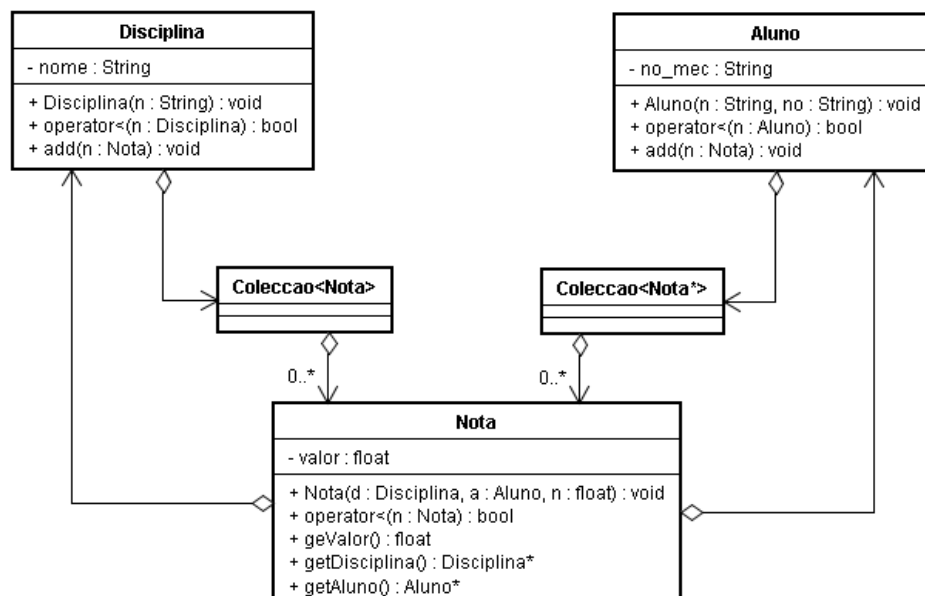 Disciplina
- nome : String
+ Disciplina(n : String) : void
+ operator<(n : Disciplina) : bool
+ add(n : Nota) : void
Aluno
- no_mec : String
+ Aluno(n : String, no : String) : void
+ operator<(n : Aluno) : bool
+ add(n : Nota) : void
Coleccao<Nota>
Coleccao<Nota*>
0..*
0..*
Nota
- valor : float
+ Nota(d : Disciplina, a : Aluno, n : float) : void
+ operator<(n : Nota) : bool
+ geValor() : float
+ getDisciplina() : Disciplina*
+ getAluno() : Aluno*